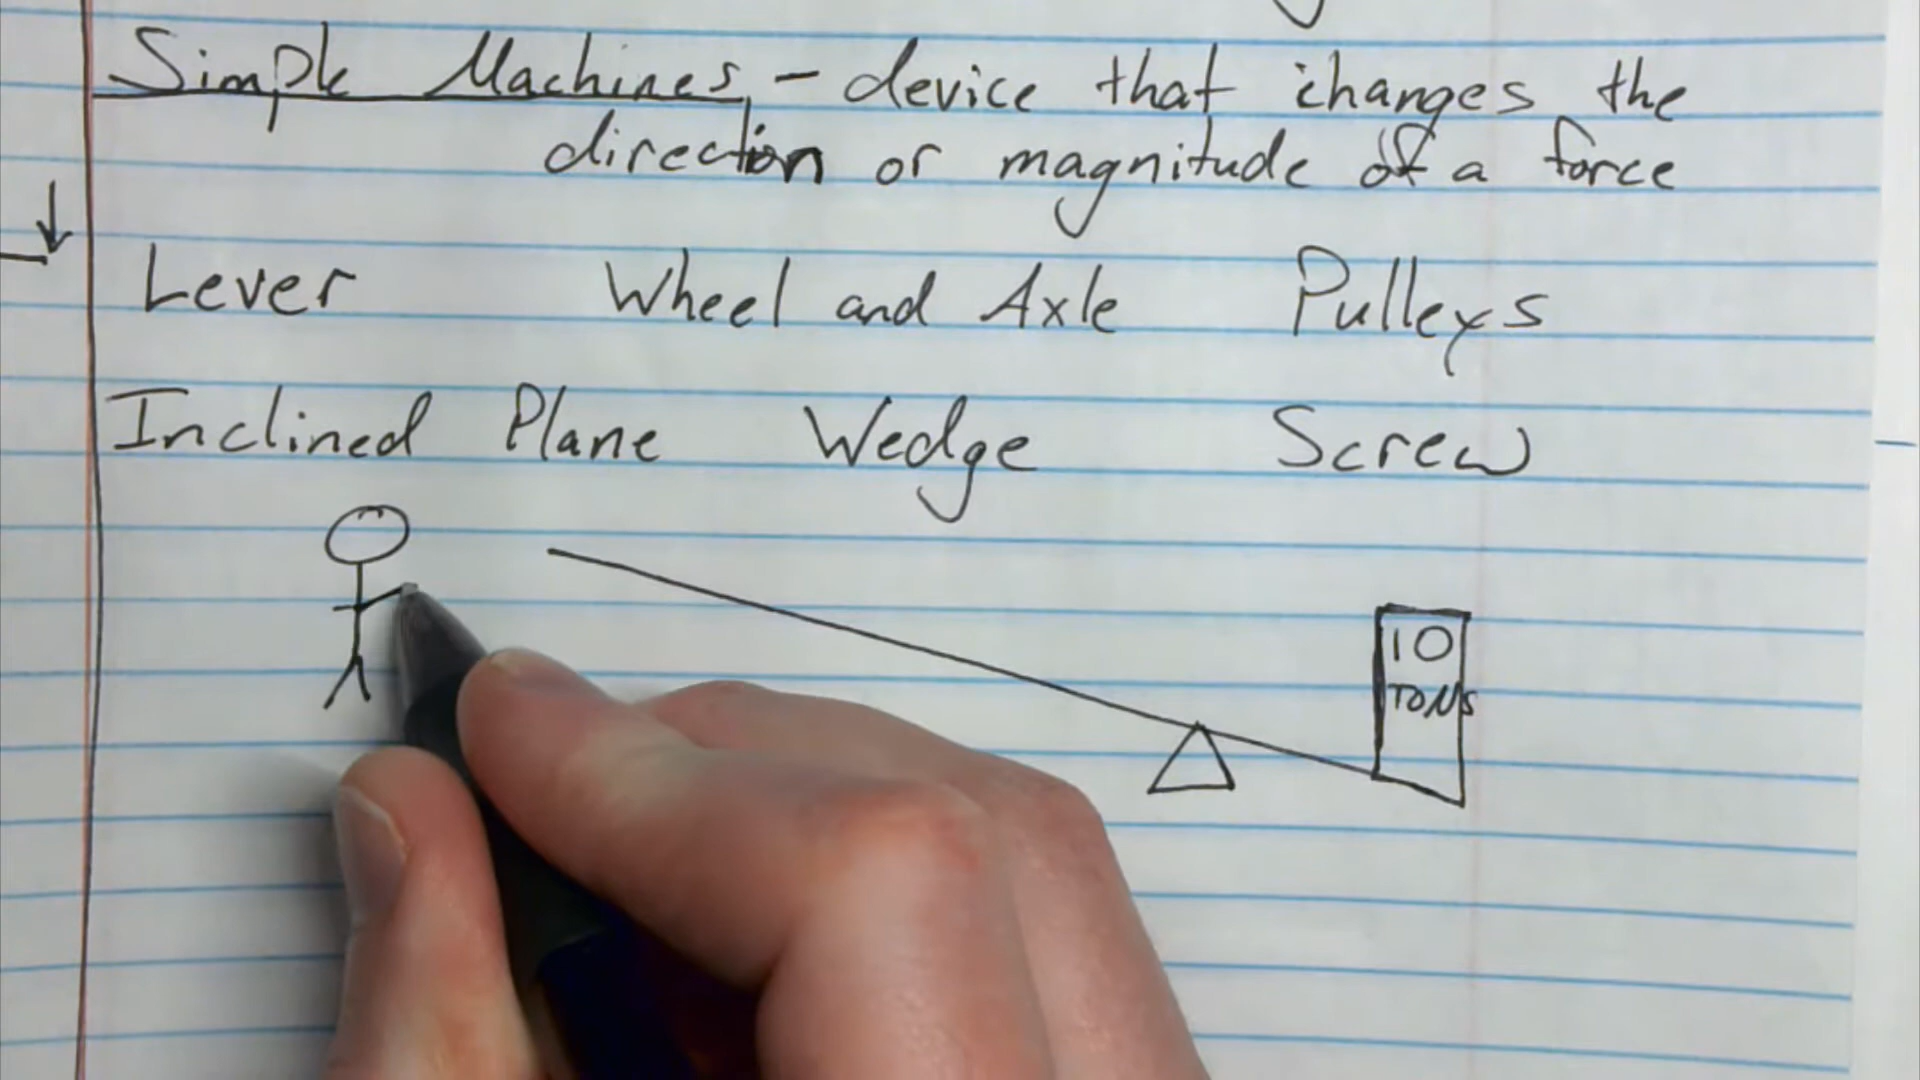 Simple Machines - device that changes the
direction or magnitude of a force
Lever Wheel and Axle Pulleys
Inclined Plane Wedge Screw
10
TONS